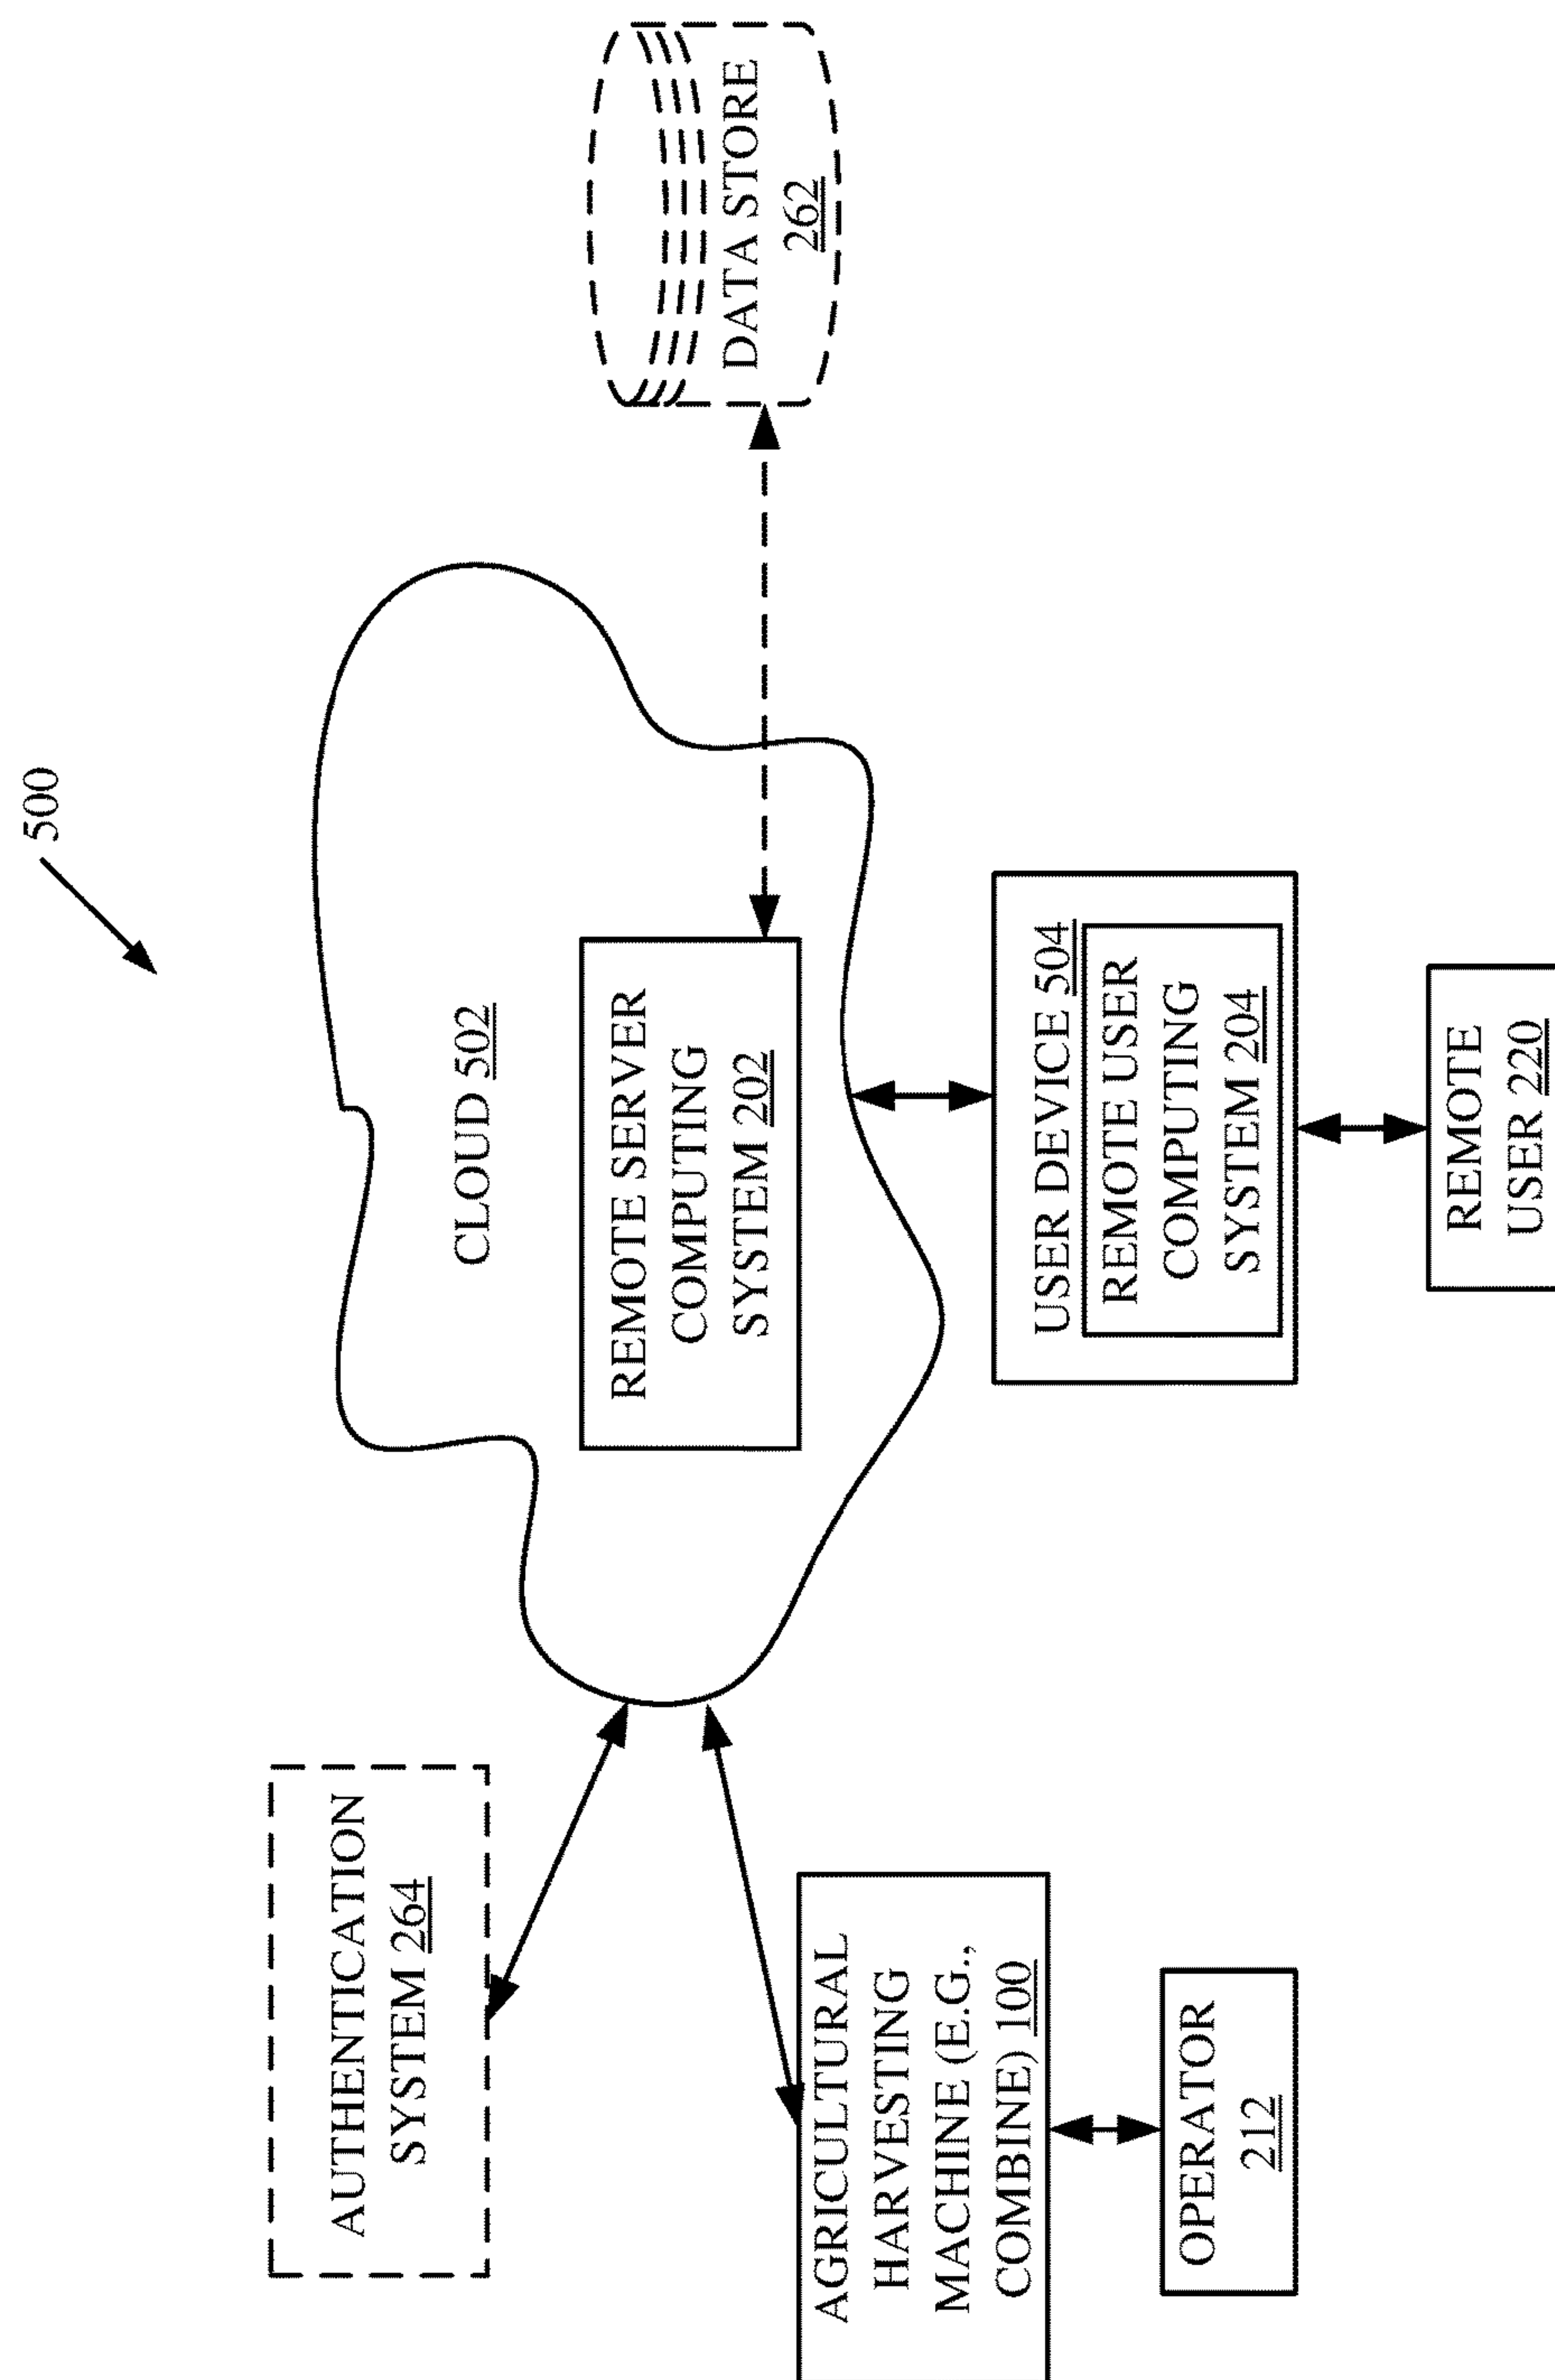 500
AUTHENTICATION
SYSTEM 264
CLOUD 502
REMOTE SERVER
COMPUTING
SYSTEM 202
DATA STORE
262
AGRICULTURAL
HARVESTING
MACHINE (E.G.,
COMBINE) 100
OPERATOR
212
USER DEVICE 504
REMOTE USER
COMPUTING
SYSTEM 204
REMOTE
USER 220